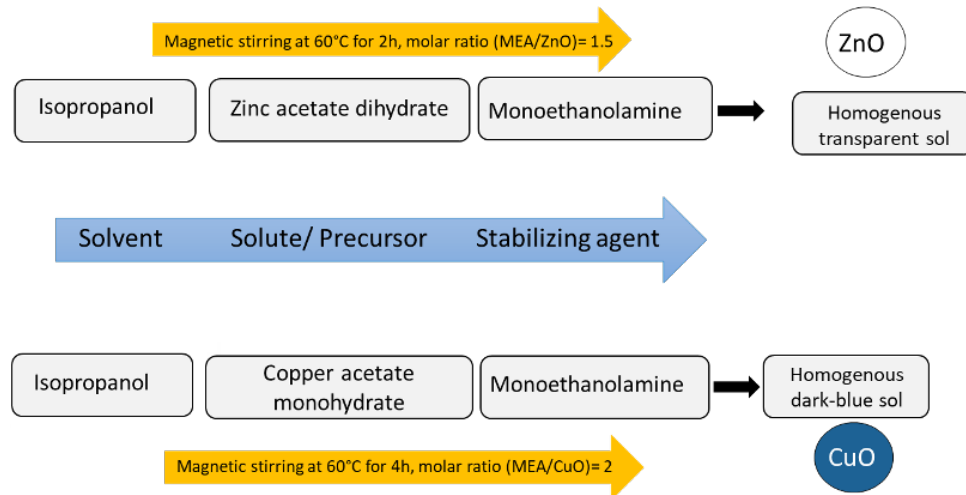 Magnetic stirring at 60°C for 2h, molar ratio (MEA/ZnO)= 1.5
ZnO
Isopropanol
Zinc acetate dihydrate
Monoethanolamine
Homogenous
transparent sol
Solvent
Solute/ Precursor
Stabilizing agent
Isopropanol
Copper acetate
monohydrate
Monoethanolamine
Homogenous
dark-blue sol
Magnetic stirring at 60°C for 4h, molar ratio (MEA/CuO)= 2
CuO